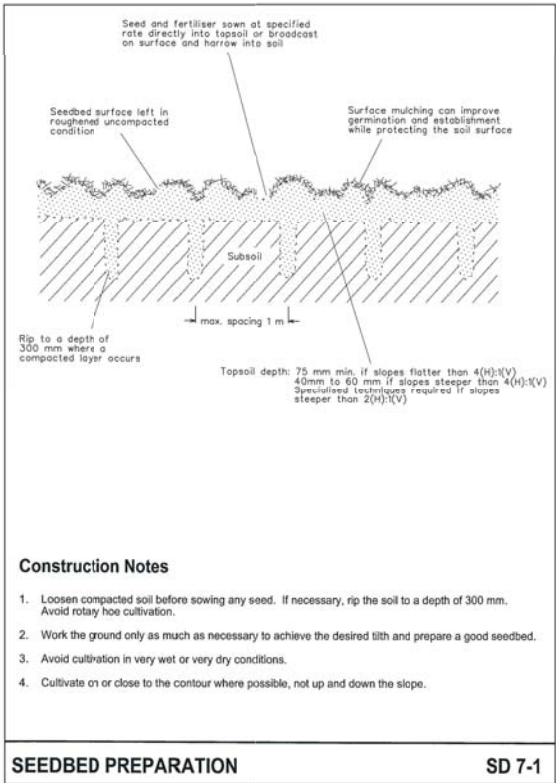 Seed and fertiliser sown at specified
rate directly into topsoil or broadcast
on surface and harrow into soil
Seedbed surface left in
roughened uncompacted
condition
Surface mulching can improve
germination and establishment
while protecting the soil surface
Subsoil
max. spacing 1 m
Rip to a depth of
300 mm where a
compacted layer occurs
Topsoil depth: 75 mm min. if slopes flatter than 4(H):1(V)
40mm to 60 mm if slopes steeper than 4(H):1(V)
Specialised techniques required if slopes
steeper than 2(H):1(V)
Construction Notes
1. Loosen compacted soil before sowing any seed. If necessary, rip the soil to a depth of 300 mm.
Avoid rotary hoe cultivation.
2. Work the ground only as much as necessary to achieve the desired tilth and prepare a good seedbed.
3. Avoid cultivation in very wet or very dry conditions.
4. Cultivate on or close to the contour where possible, not up and down the slope.
SEEDBED PREPARATION SD 7-1